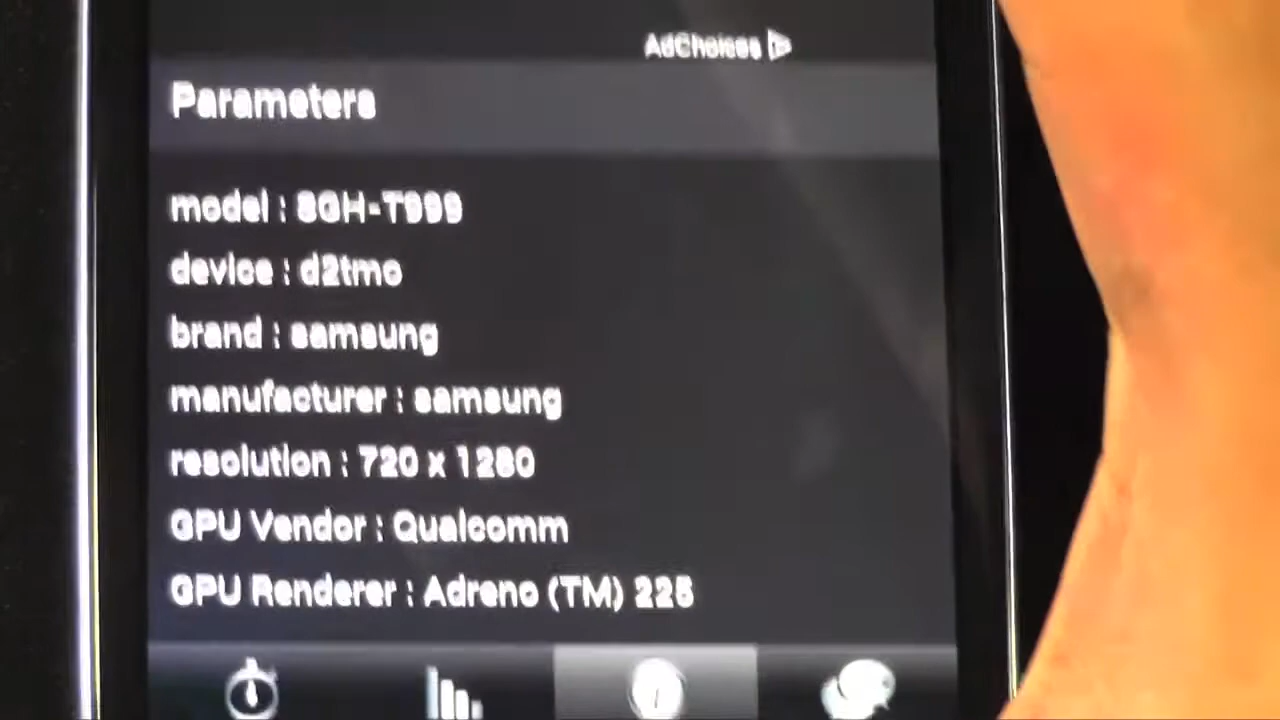 AdChoices
Parameters
model : SGH-T999
device : d2tmo
brand : samsung
manufacturer : samsung
resolution : 720 x 1280
GPU Vendor : Qualcomm
GPU Renderer : Adreno (TM) 225